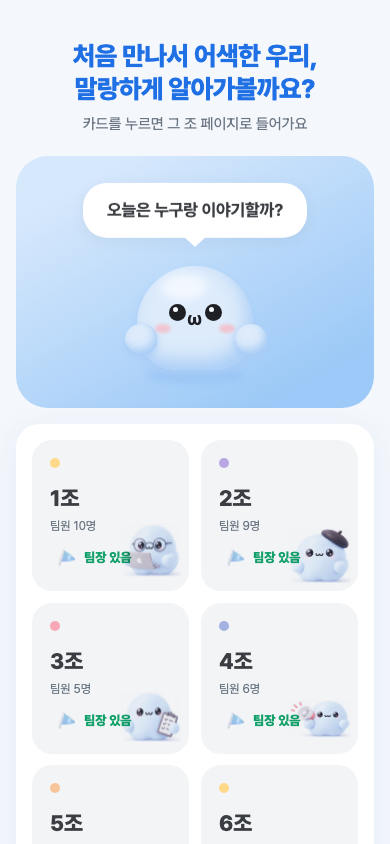 처음 만나서 어색한 우리,
말랑하게 알아가볼까요?
카드를 누르면 그 조 페이지로 들어가요
오늘은 누구랑 이야기할까?
1조
팀원 10명
팀장 있음
2조
팀원 9명
팀장 있음
3조
팀원 5명
팀장 있음
4조
팀원 6명
팀장 있음
5조
6조